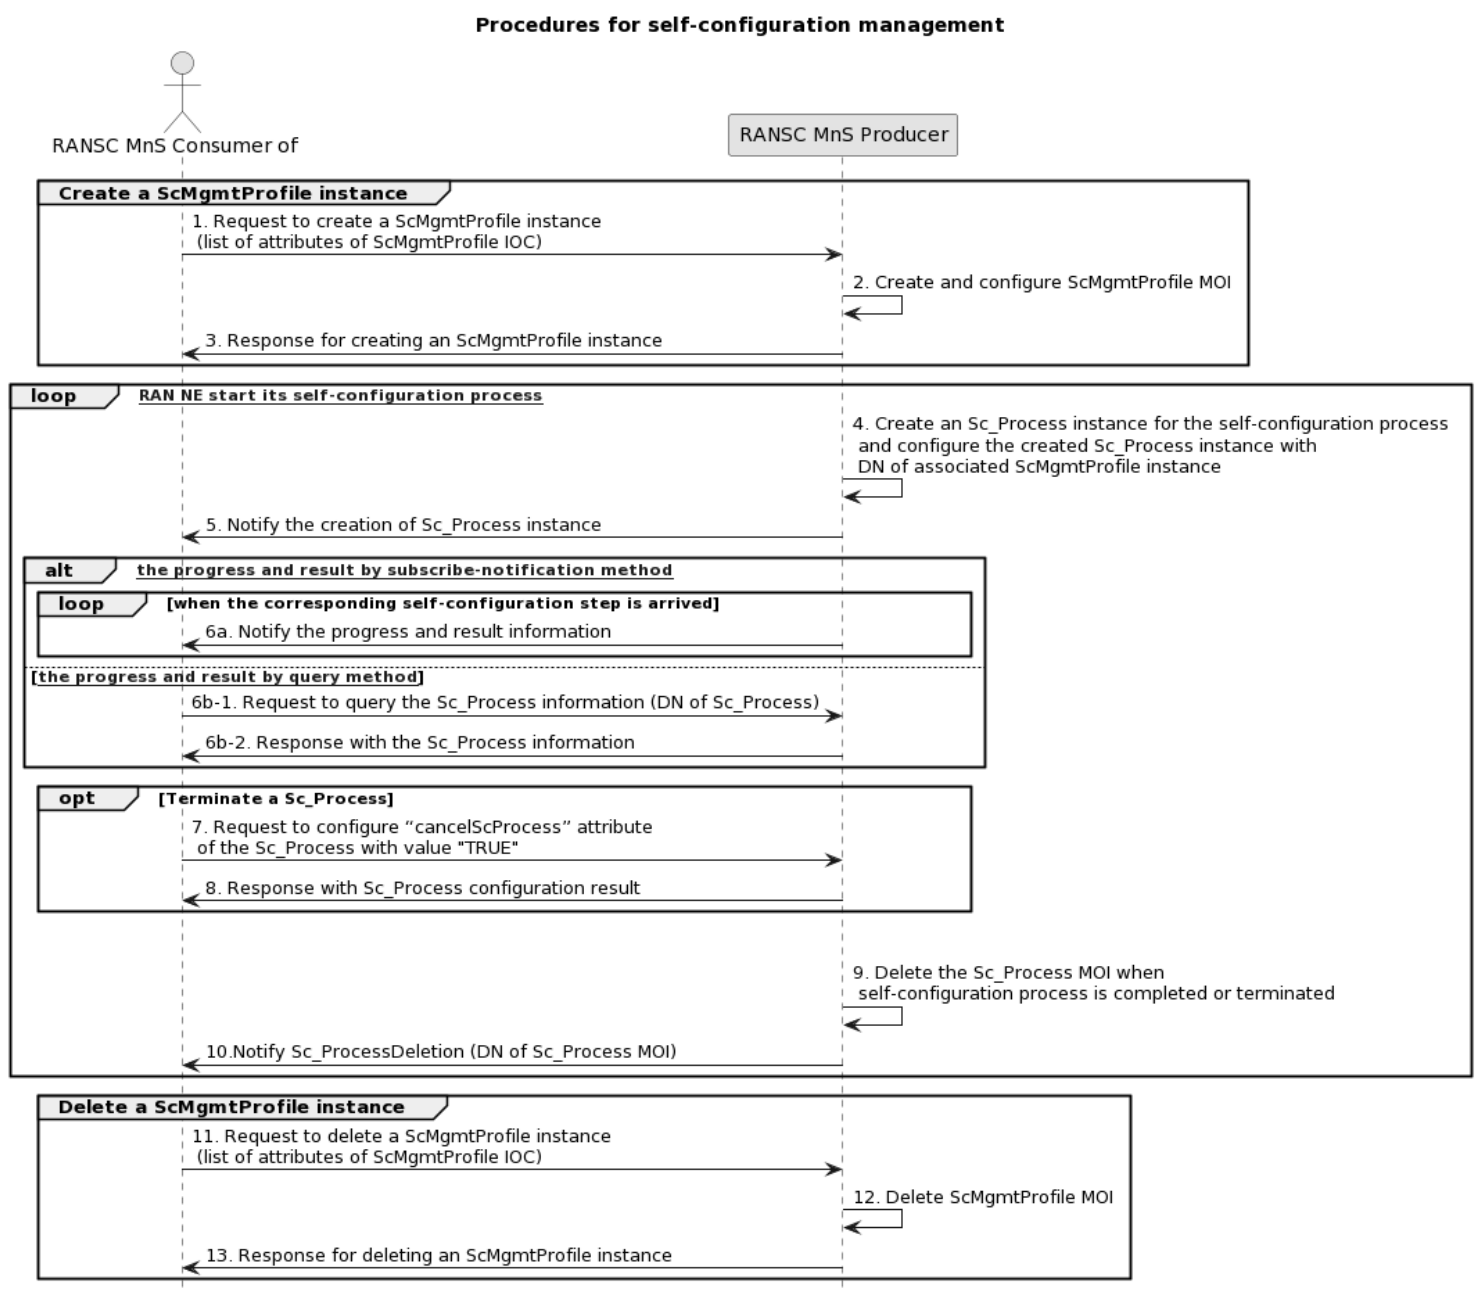 Procedures for self-configuration management
RANSC MnS Consumer of
RANSC MnS Producer
Create a ScMgmtProfile instance
1. Request to create a ScMgmtProfile instance
(list of attributes of ScMgmtProfile IOC)
2. Create and configure ScMgmtProfile MOI
3. Response for creating an ScMgmtProfile instance
loop RAN NE start its self-configuration process
4. Create an Sc_Process instance for the self-configuration process
and configure the created Sc_Process instance with
DN of associated ScMgmtProfile instance
5. Notify the creation of Sc_Process instance
alt the progress and result by subscribe-notification method
loop [when the corresponding self-configuration step is arrived]
6a. Notify the progress and result information
[the progress and result by query method]
6b-1. Request to query the Sc_Process information (DN of Sc_Process)
6b-2. Response with the Sc_Process information
opt [Terminate a Sc_Process]
7. Request to configure “cancelScProcess” attribute
of the Sc_Process with value "TRUE"
8. Response with Sc_Process configuration result
9. Delete the Sc_Process MOI when
self-configuration process is completed or terminated
10.Notify Sc_ProcessDeletion (DN of Sc_Process MOI)
Delete a ScMgmtProfile instance
11. Request to delete a ScMgmtProfile instance
(list of attributes of ScMgmtProfile IOC)
12. Delete ScMgmtProfile MOI
13. Response for deleting an ScMgmtProfile instance